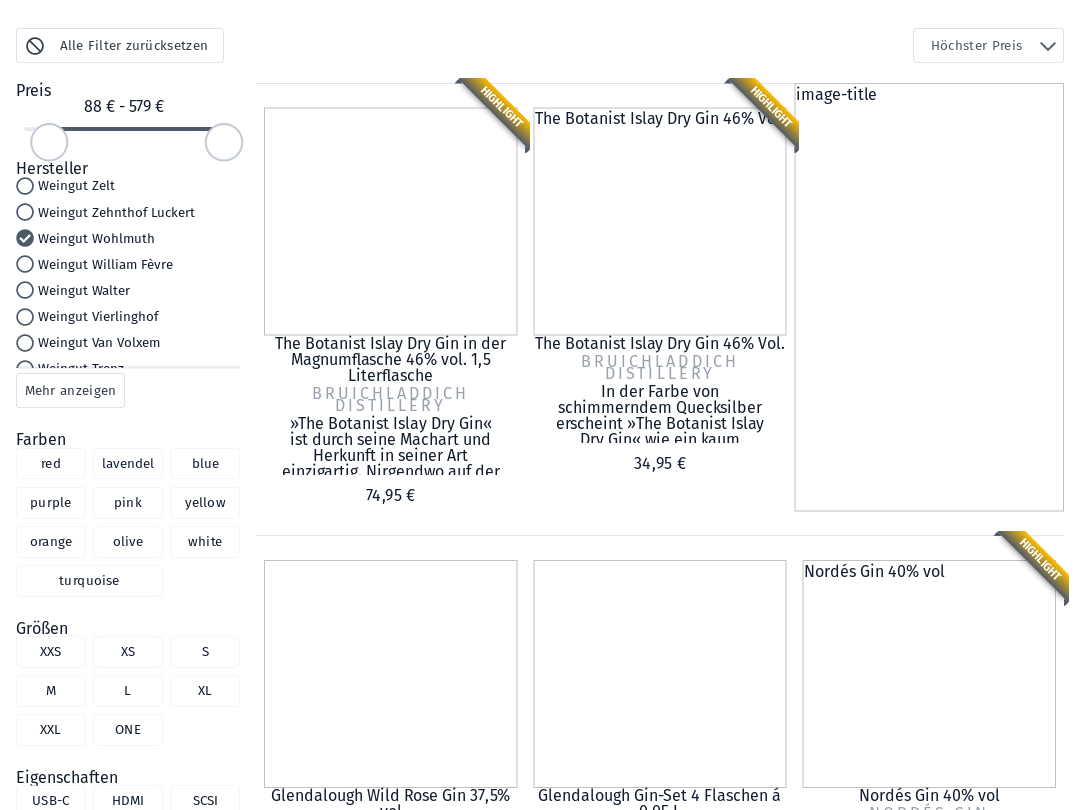 Alle Filter zurücksetzen
Höchster Preis
Preis
88 € - 579 €
Hersteller
Weingut Zelt
Weingut Zehnthof Luckert
Weingut Wohlmuth
Weingut William Fèvre
Weingut Walter
Weingut Vierlinghof
Weingut Van Volxem
Weingut Trenz
Mehr anzeigen
Farben
red
lavendel
blue
purple
pink
yellow
orange
olive
white
turquoise
Größen
XXS
XS
S
M
L
XL
XXL
ONE
Eigenschaften
USB-C
HDMI
SCSI
HIGHLIGHT
The Botanist Islay Dry Gin in der
Magnumflasche 46% vol. 1,5
Literflasche
BRUICHLADDICH
DISTILLERY
»The Botanist Islay Dry Gin«
ist durch seine Machart und
Herkunft in seiner Art
einzigartig. Nirgendwo auf der
74,95 €
HIGHLIGHT
The Botanist Islay Dry Gin 46%
The Botanist Islay Dry Gin 46% Vol.
BRUICHLADDICH
DISTILLERY
In der Farbe von
schimmerndem Quecksilber
erscheint »The Botanist Islay
Dry Gin« wie ein kaum
34,95 €
image-title
Glendalough Wild Rose Gin 37,5%
vol
Glendalough Gin-Set 4 Flaschen á
0,05 L
HIGHLIGHT
Nordés Gin 40% vol
Nordés Gin 40% vol
NORDÉS GIN